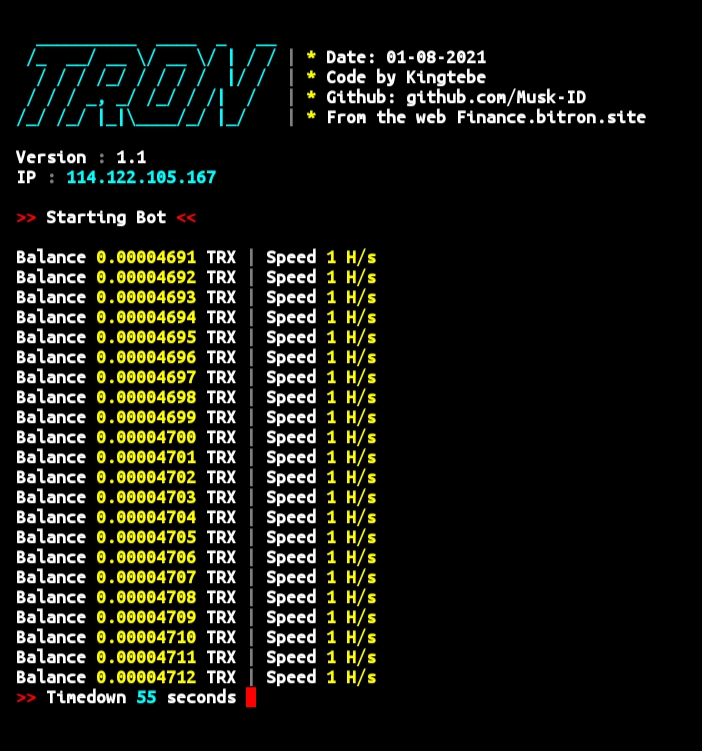 TRON
| * Date: 01-08-2021
| * Code by Kingtebe
| * Github: github.com/Musk-ID
| * From the web Finance.bitron.site
Version : 1.1
IP : 114.122.105.167
>> Starting Bot <<
Balance 0.00004691 TRX | Speed 1 H/s
Balance 0.00004692 TRX | Speed 1 H/s
Balance 0.00004693 TRX | Speed 1 H/s
Balance 0.00004694 TRX | Speed 1 H/s
Balance 0.00004695 TRX | Speed 1 H/s
Balance 0.00004696 TRX | Speed 1 H/s
Balance 0.00004697 TRX | Speed 1 H/s
Balance 0.00004698 TRX | Speed 1 H/s
Balance 0.00004699 TRX | Speed 1 H/s
Balance 0.00004700 TRX | Speed 1 H/s
Balance 0.00004701 TRX | Speed 1 H/s
Balance 0.00004702 TRX | Speed 1 H/s
Balance 0.00004703 TRX | Speed 1 H/s
Balance 0.00004704 TRX | Speed 1 H/s
Balance 0.00004705 TRX | Speed 1 H/s
Balance 0.00004706 TRX | Speed 1 H/s
Balance 0.00004707 TRX | Speed 1 H/s
Balance 0.00004708 TRX | Speed 1 H/s
Balance 0.00004709 TRX | Speed 1 H/s
Balance 0.00004710 TRX | Speed 1 H/s
Balance 0.00004711 TRX | Speed 1 H/s
Balance 0.00004712 TRX | Speed 1 H/s
>> Timedown 55 seconds